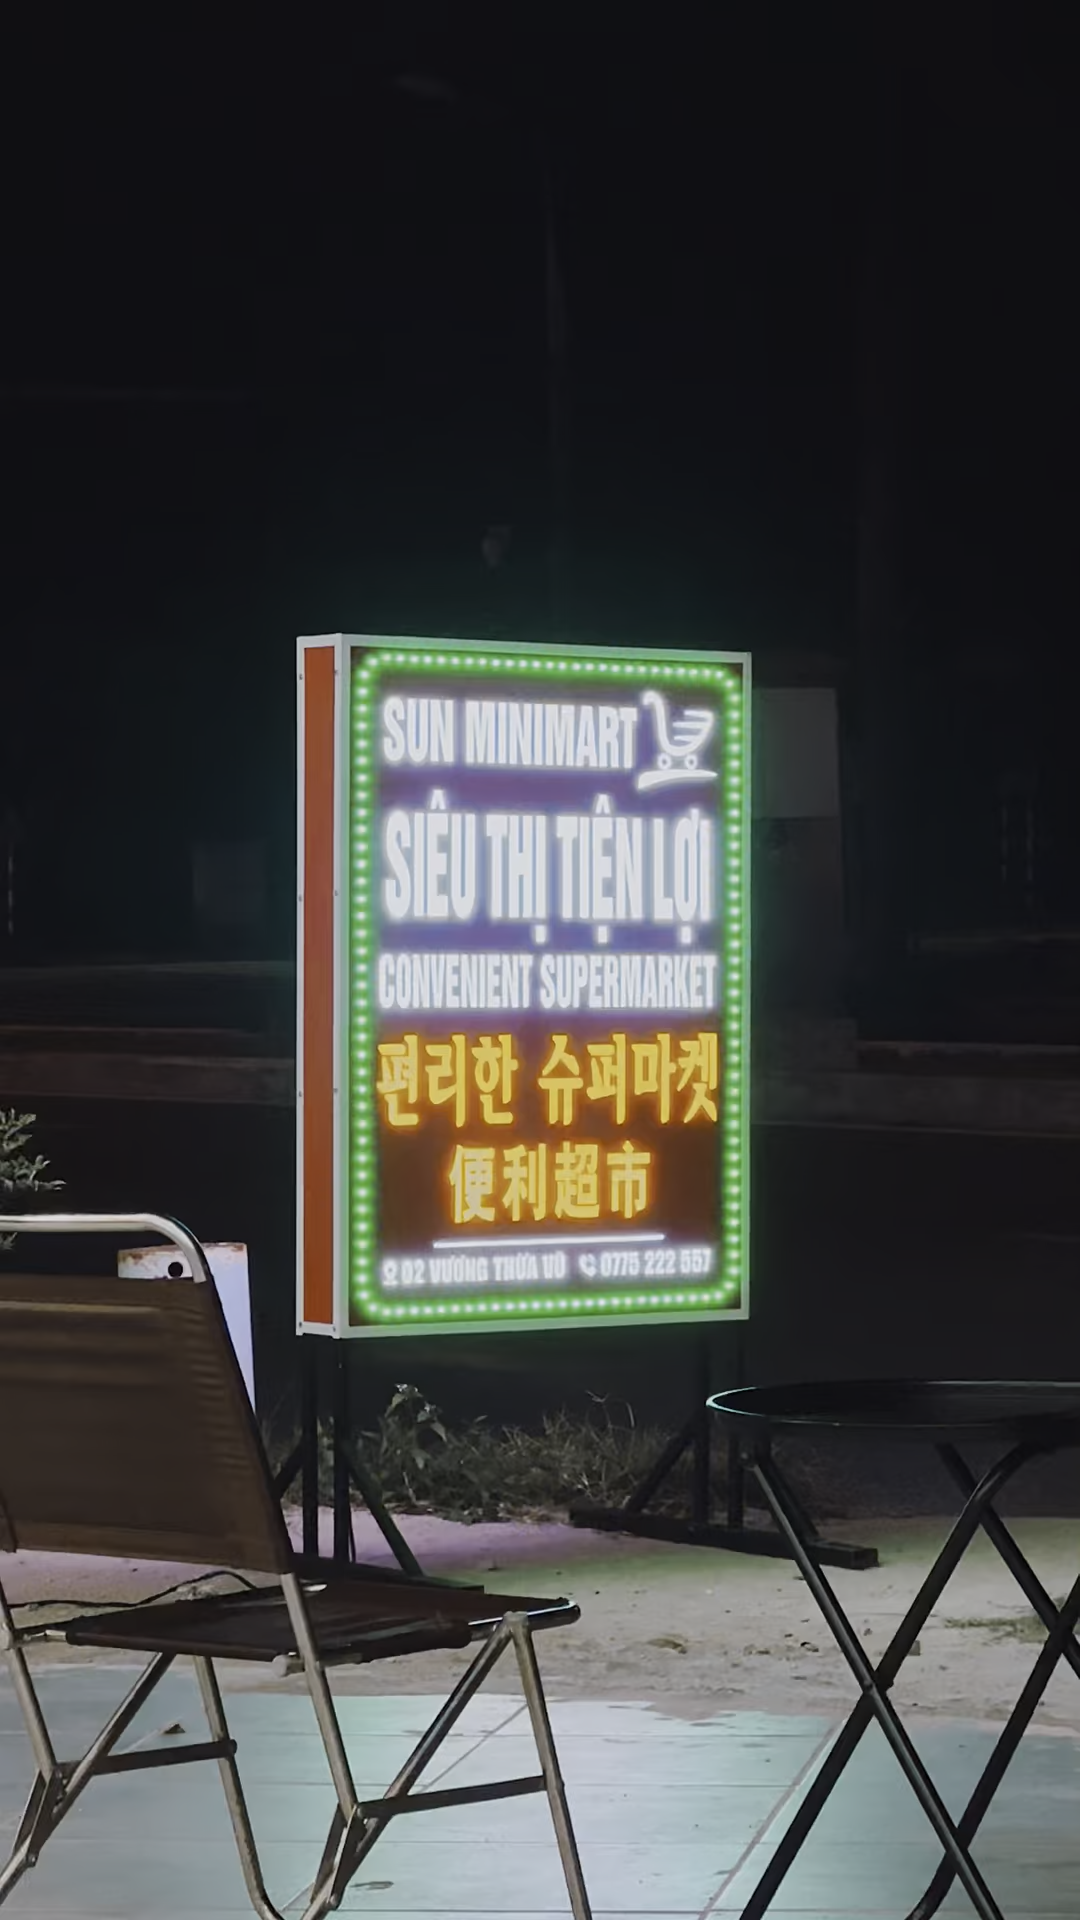 SUN MINIMART
SIÊU THỊ TIỆN LỢI
CONVENIENT SUPERMARKET
편리한 슈퍼마켓
便利超市
02 VƯƠNG THỪA VŨ 0775 222 557